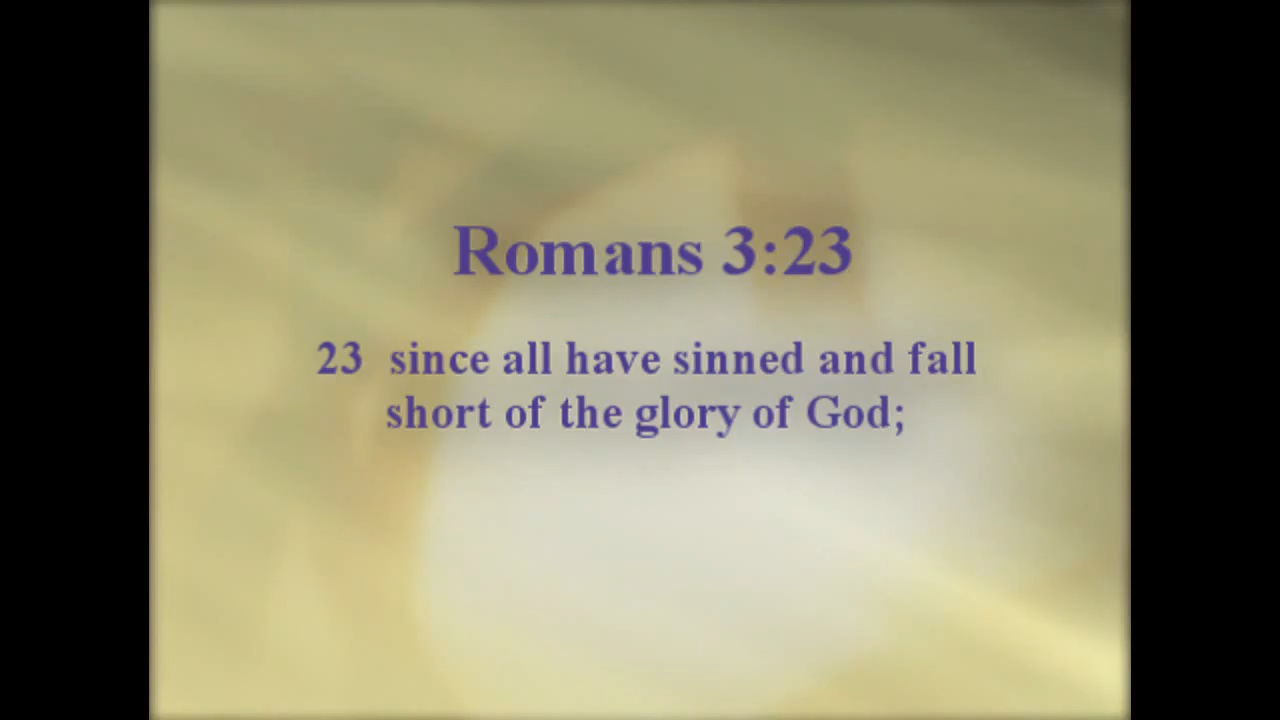 Romans 3:23
23 since all have sinned and fall
short of the glory of God;